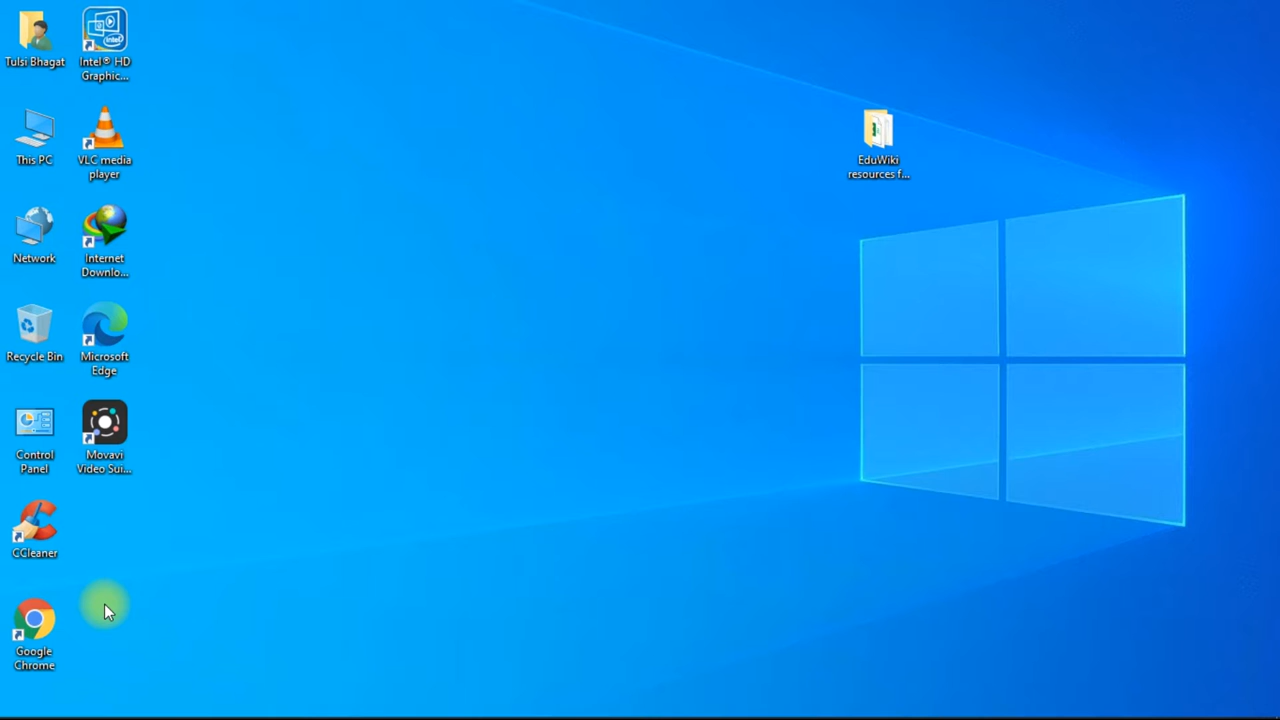 Tulsi Bhagat
Intel® HD
Graphic...
This PC
VLC media
player
Network
Internet
Downlo...
Recycle Bin
Microsoft
Edge
Control
Panel
Movavi
Video Sui...
CCleaner
Google
Chrome
EduWiki
resources f...